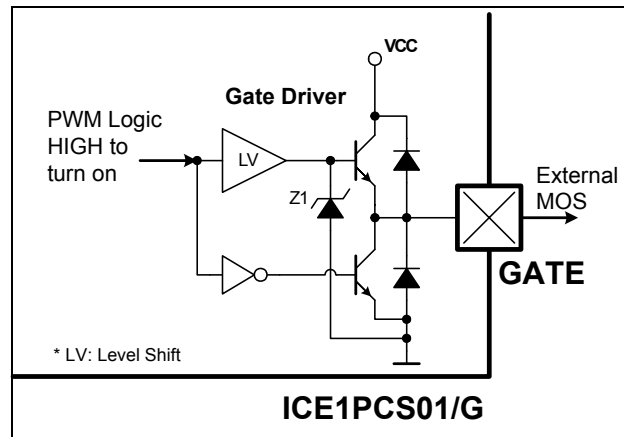 VCC
Gate Driver
PWM Logic
HIGH to
turn on
LV
Z1
External
MOS
GATE
* LV: Level Shift
ICE1PCS01/G